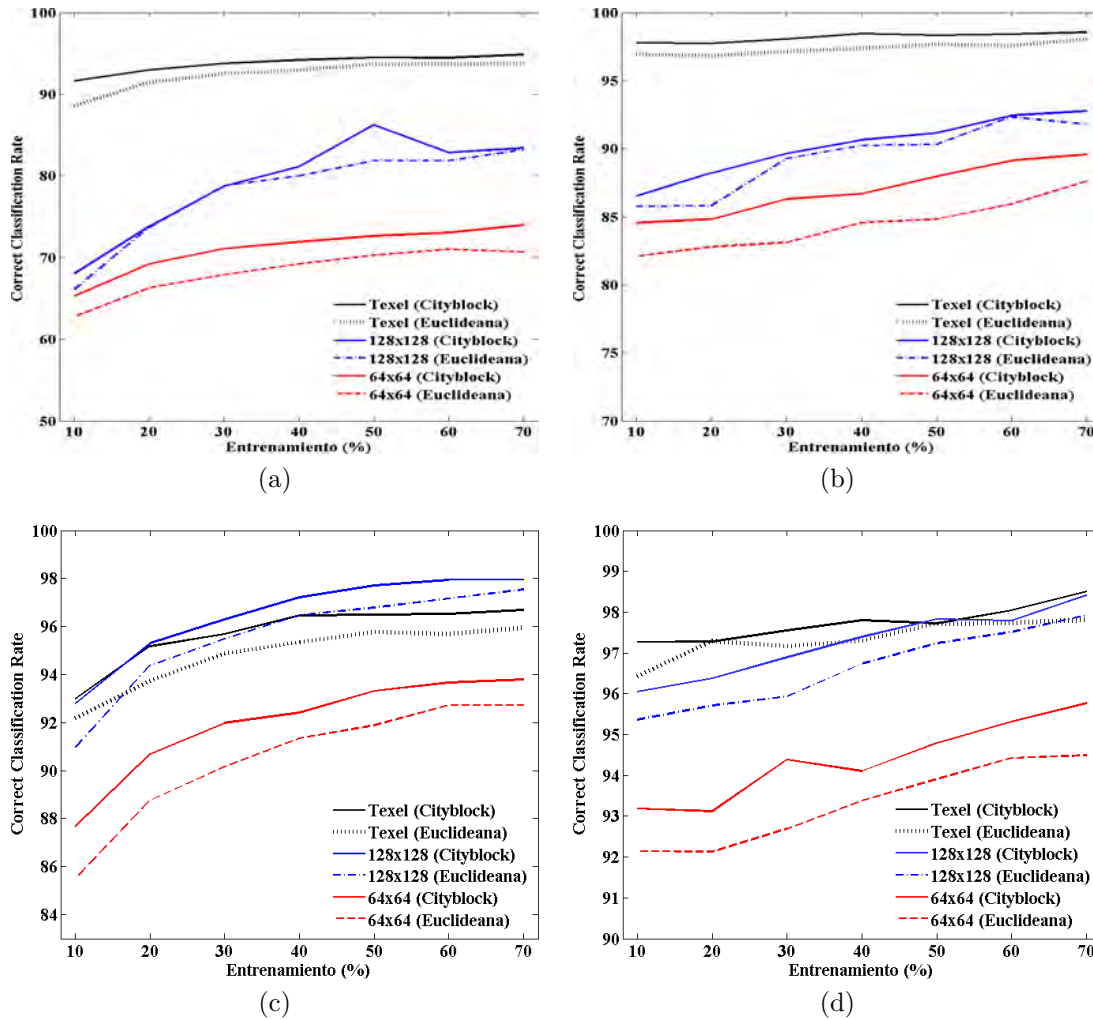 100
90
80
70
60
50
Correct Classification Rate
Texel (Cityblock)
Texel (Euclideana)
128x128 (Cityblock)
128x128 (Euclideana)
64x64 (Cityblock)
64x64 (Euclideana)
10 20 30 40 50 60 70
Entrenamiento (%)
(a)
100
95
90
85
80
75
70
Correct Classification Rate
Texel (Cityblock)
Texel (Euclideana)
128x128 (Cityblock)
128x128 (Euclideana)
64x64 (Cityblock)
64x64 (Euclideana)
10 20 30 40 50 60 70
Entrenamiento (%)
(b)
100
98
96
94
92
90
88
86
84
Correct Classification Rate
Texel (Cityblock)
Texel (Euclideana)
128x128 (Cityblock)
128x128 (Euclideana)
64x64 (Cityblock)
64x64 (Euclideana)
10 20 30 40 50 60 70
Entrenamiento (%)
(c)
100
99
98
97
96
95
94
93
92
91
90
Correct Classification Rate
Texel (Cityblock)
Texel (Euclideana)
128x128 (Cityblock)
128x128 (Euclideana)
64x64 (Cityblock)
64x64 (Euclideana)
10 20 30 40 50 60 70
Entrenamiento (%)
(d)